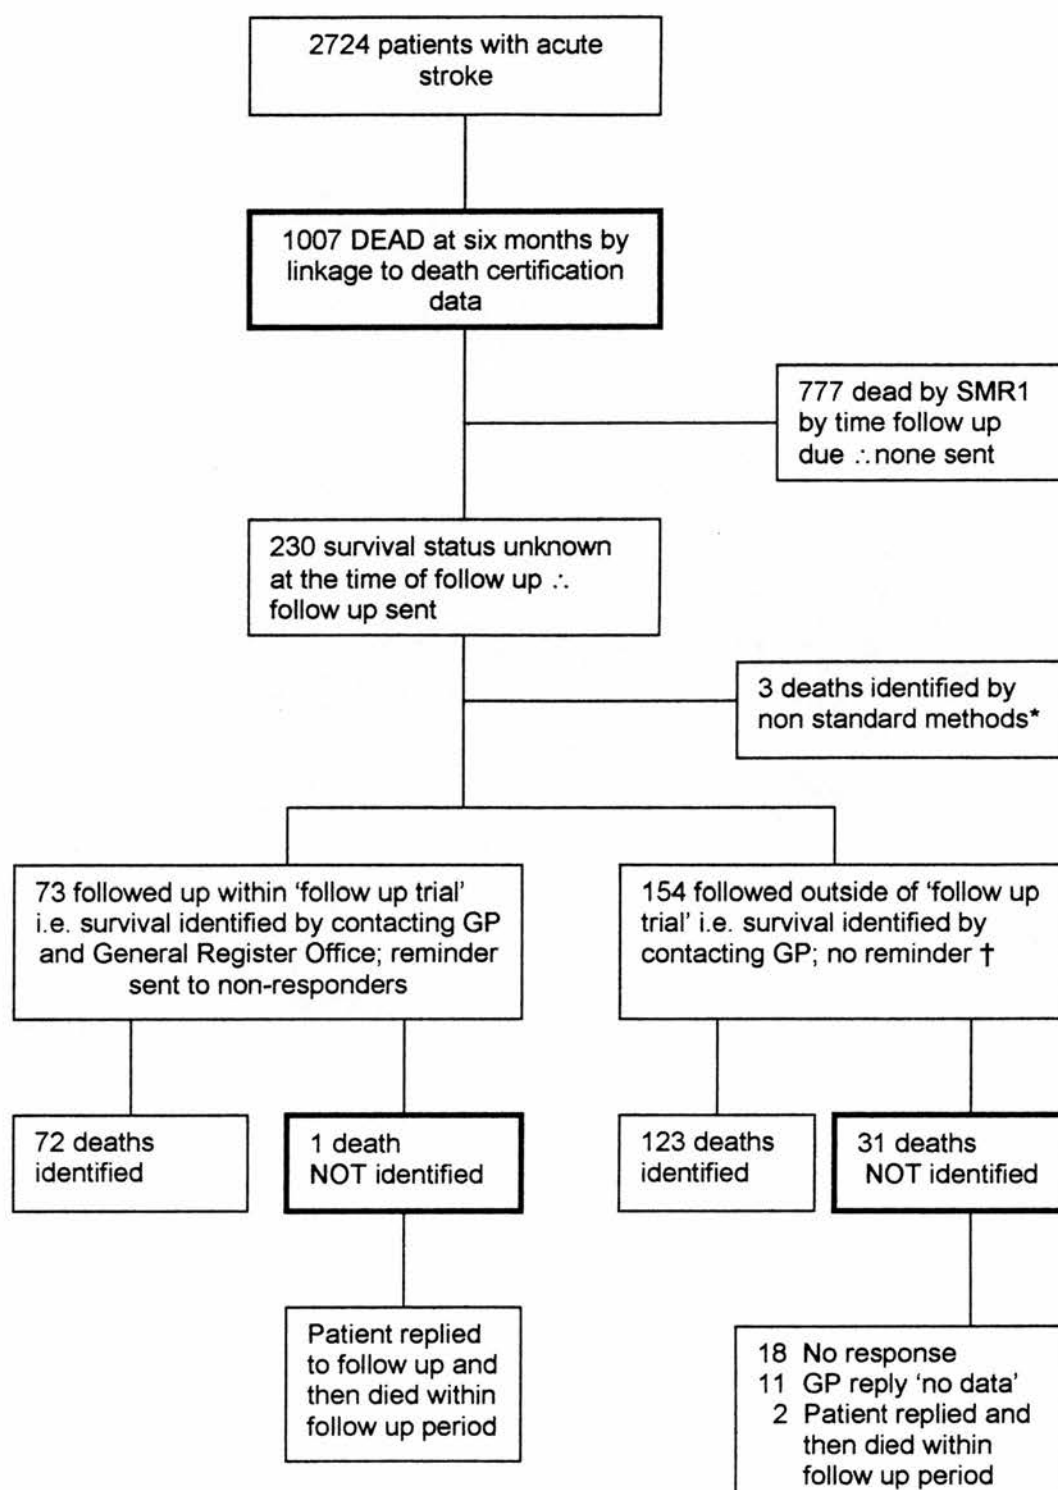 2724 patients with acute
stroke
1007 DEAD at six months by
linkage to death certification
data
777 dead by SMR1
by time follow up
due ∴ none sent
230 survival status unknown
at the time of follow up ∴
follow up sent
3 deaths identified by
non standard methods*
73 followed up within ‘follow up trial’
i.e. survival identified by contacting GP
and General Register Office; reminder
sent to non-responders
154 followed outside of ‘follow up
trial’ i.e. survival identified by
contacting GP; no reminder †
72 deaths
identified
1 death
NOT identified
123 deaths
identified
31 deaths
NOT identified
Patient replied
to follow up and
then died within
follow up period
18 No response
11 GP reply ‘no data’
2 Patient replied and
then died within
follow up period